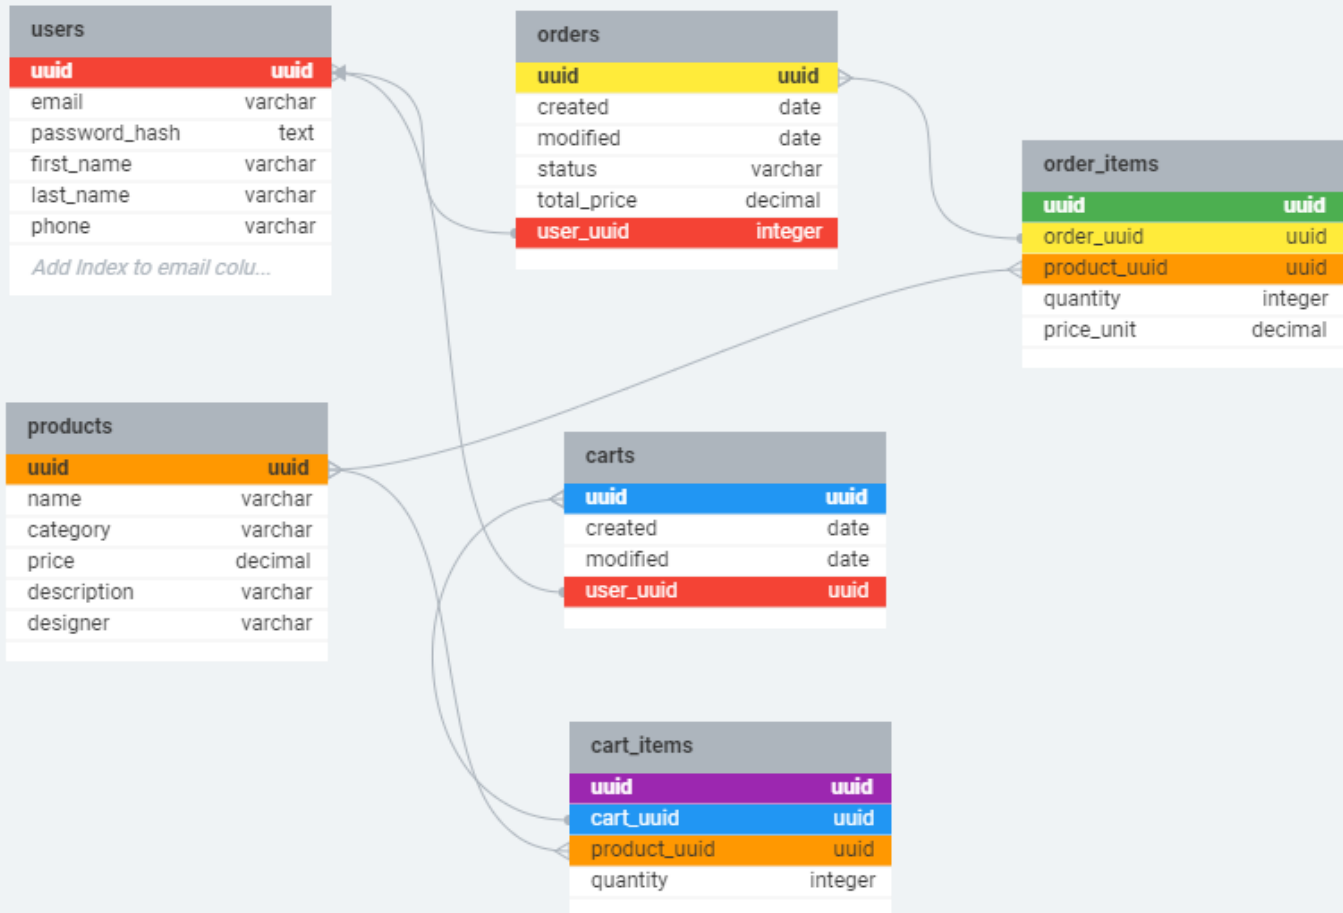 users
uuid uuid
email varchar
password_hash text
first_name varchar
last_name varchar
phone varchar
Add Index to email colu...
orders
uuid uuid
created date
modified date
status varchar
total_price decimal
user_uuid integer
order_items
uuid uuid
order_uuid uuid
product_uuid uuid
quantity integer
price_unit decimal
products
uuid uuid
name varchar
category varchar
price decimal
description varchar
designer varchar
carts
uuid uuid
created date
modified date
user_uuid uuid
cart_items
uuid uuid
cart_uuid uuid
product_uuid uuid
quantity integer